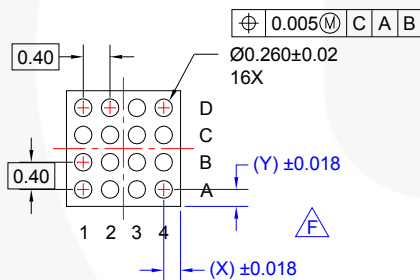 ⌖ 0.005Ⓜ C A B
0.40
Ø0.260±0.02
16X
D
C
B
A
0.40
(Y) ±0.018
F
1 2 3 4
(X) ±0.018